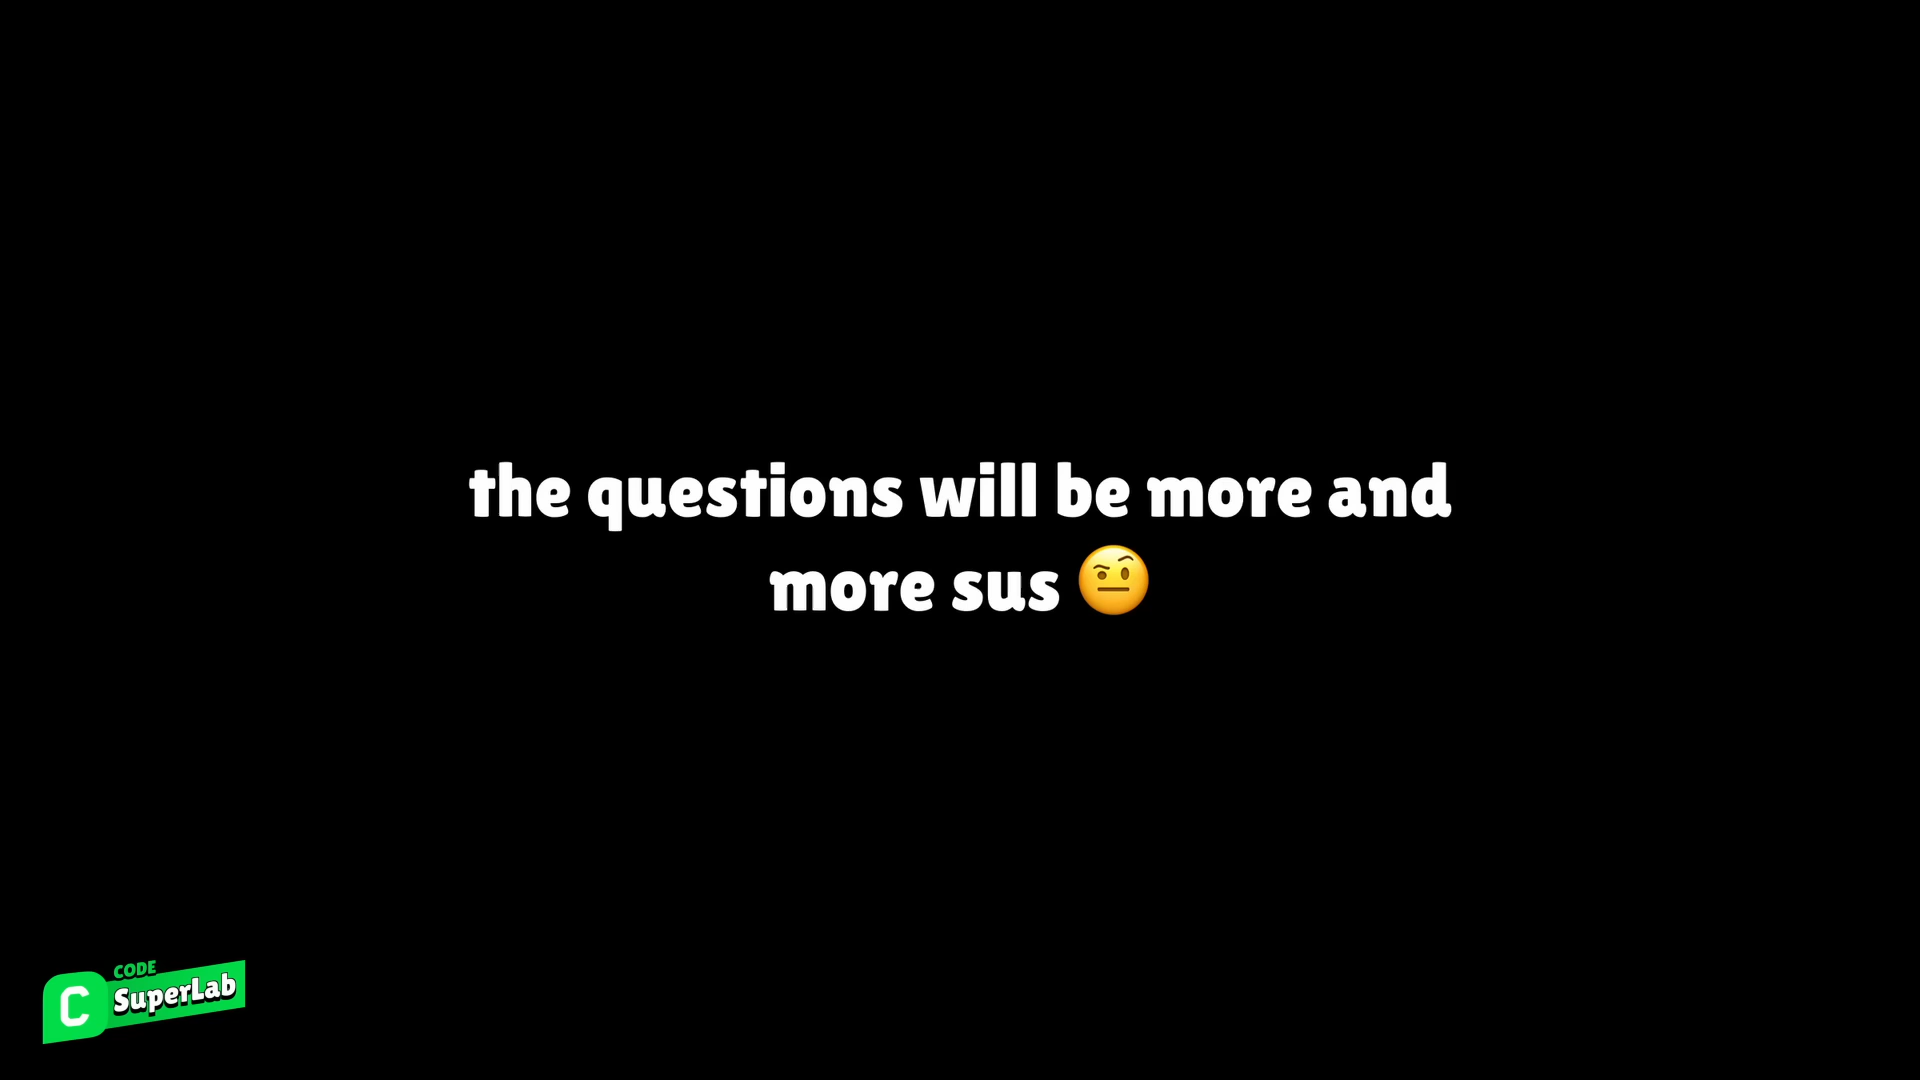 the questions will be more and
more sus 🤨
CODE
SuperLab
C